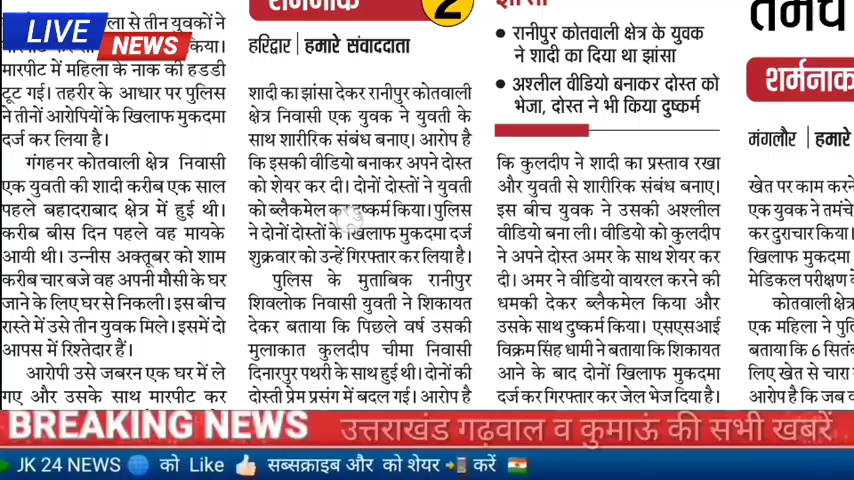 LIVE
NEWS
ला से तीन युवकों ने
किया।
मारपीट में महिला के नाक की हडडी
टूट गई। तहरीर के आधार पर पुलिस
ने तीनों आरोपियों के खिलाफ मुकदमा
दर्ज कर लिया है।
गंगहनर कोतवाली क्षेत्र निवासी
एक युवती की शादी करीब एक साल
पहले बहादराबाद क्षेत्र में हुई थी।
करीब बीस दिन पहले वह मायके
आयी थी। उन्नीस अक्तूबर को शाम
करीब चार बजे वह अपनी मौसी के घर
जाने के लिए घर से निकली। इस बीच
रास्ते में उसे तीन युवक मिले। इसमें दो
आपस में रिश्तेदार हैं।
आरोपी उसे जबरन एक घर में ले
गए और उसके साथ मारपीट कर
शर्मनाक 2
हरिद्वार | हमारे संवाददाता
शादी का झांसा देकर रानीपुर कोतवाली
क्षेत्र निवासी एक युवक ने युवती के
साथ शारीरिक संबंध बनाए। आरोप है
कि इसकी वीडियो बनाकर अपने दोस्त
को शेयर कर दी। दोनों दोस्तों ने युवती
को ब्लैकमेल कर दुष्कर्म किया। पुलिस
ने दोनों दोस्तों के खिलाफ मुकदमा दर्ज
शुक्रवार को उन्हें गिरफ्तार कर लिया है।
पुलिस के मुताबिक रानीपुर
शिवलोक निवासी युवती ने शिकायत
देकर बताया कि पिछले वर्ष उसकी
मुलाकात कुलदीप चीमा निवासी
दिनारपुर पथरी के साथ हुई थी। दोनों की
दोस्ती प्रेम प्रसंग में बदल गई। आरोप है
झांसा
• रानीपुर कोतवाली क्षेत्र के युवक
ने शादी का दिया था झांसा
• अश्लील वीडियो बनाकर दोस्त को
भेजा, दोस्त ने भी किया दुष्कर्म
कि कुलदीप ने शादी का प्रस्ताव रखा
और युवती से शारीरिक संबंध बनाए।
इस बीच युवक ने उसकी अश्लील
वीडियो बना ली। वीडियो को कुलदीप
ने अपने दोस्त अमर के साथ शेयर कर
दी। अमर ने वीडियो वायरल करने की
धमकी देकर ब्लैकमेल किया और
उसके साथ दुष्कर्म किया। एसएसआई
विक्रम सिंह धामी ने बताया कि शिकायत
आने के बाद दोनों खिलाफ मुकदमा
दर्ज कर गिरफ्तार कर जेल भेज दिया है।
तमंचे
शर्मनाक
मंगलौर | हमारे
खेत पर काम करने
एक युवक ने तमंचे
कर दुराचार किया।
खिलाफ मुकदमा
मेडिकल परीक्षण के
कोतवाली क्षेत्र
एक महिला ने पुलि
बताया कि 6 सितं
लिए खेत से चारा
आरोप है कि जब व
BREAKING NEWS उत्तराखंड गढ़वाल व कुमाऊं की सभी खबरें
JK 24 NEWS को Like सब्सक्राइब और को शेयर करें